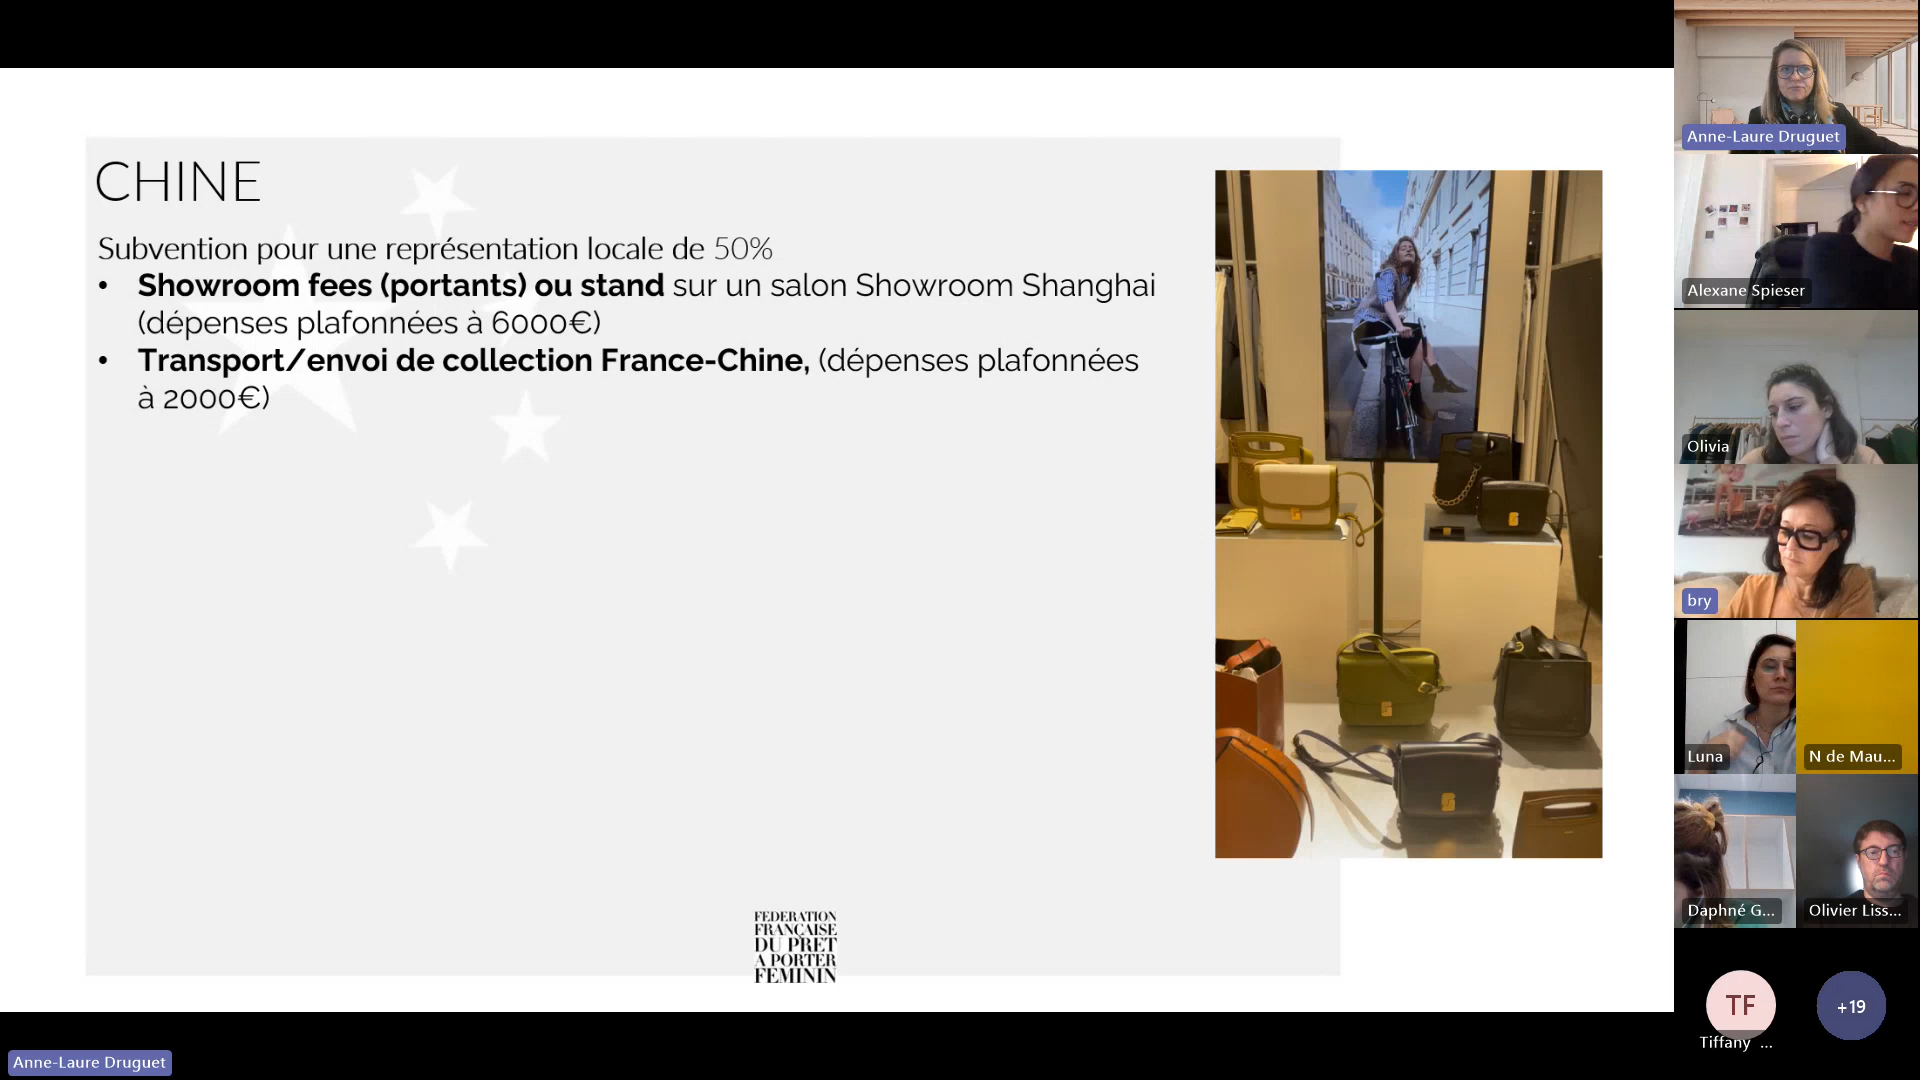 CHINE
Subvention pour une représentation locale de 50%
• Showroom fees (portants) ou stand sur un salon Showroom Shanghai
(dépenses plafonnées à 6000€)
• Transport/envoi de collection France-Chine, (dépenses plafonnées
à 2000€)
FEDERATION
FRANÇAISE
DU PRET
A PORTER
FEMININ
Anne-Laure Druguet
Anne-Laure Druguet
Alexane Spieser
Olivia
bry
Luna
N de Mau...
Daphné G...
Olivier Liss...
TF
Tiffany ...
+19